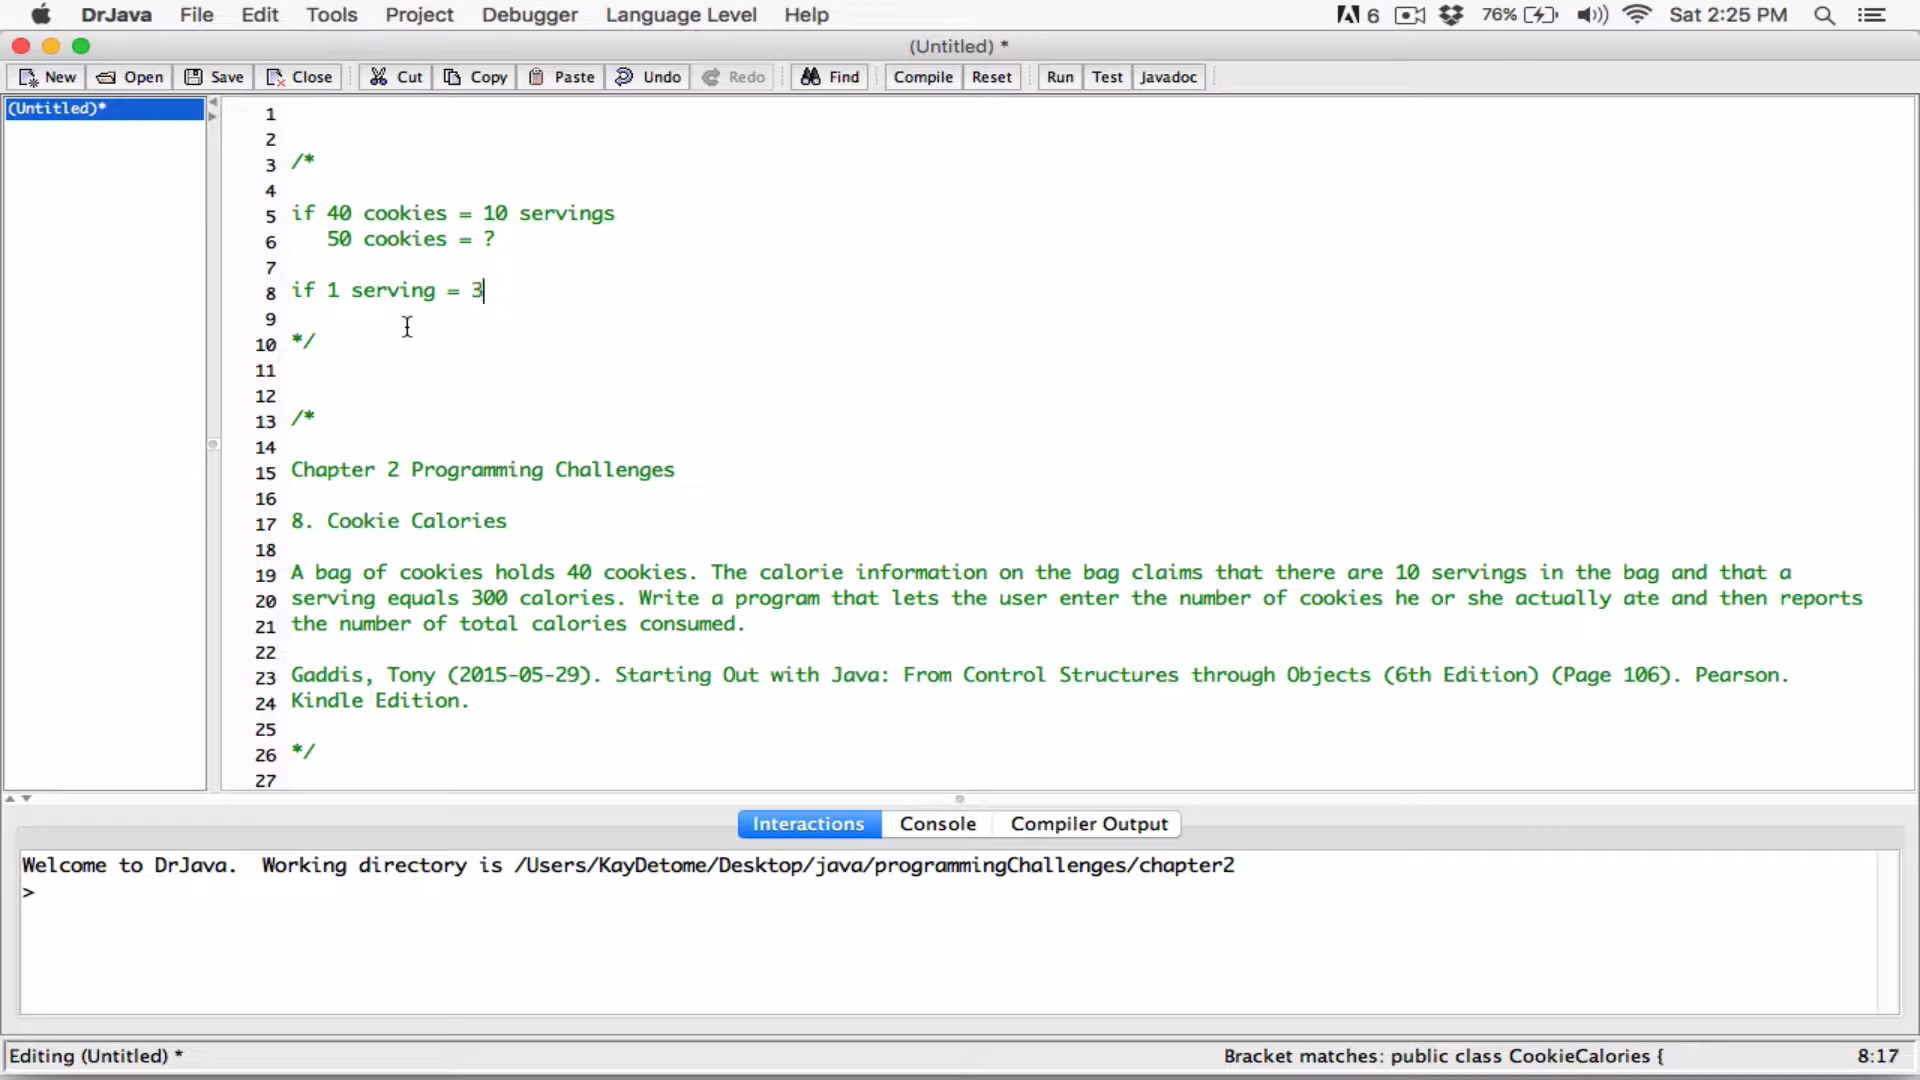 DrJava File Edit Tools Project Debugger Language Level Help 6 76% Sat 2:25 PM
(Untitled) *
New Open Save Close Cut Copy Paste Undo Redo Find Compile Reset Run Test Javadoc
(Untitled)*
1
2
3 /*
4
5 if 40 cookies = 10 servings
6 50 cookies = ?
7
8 if 1 serving = 3
9
10 */
11
12
13 /*
14
15 Chapter 2 Programming Challenges
16
17 8. Cookie Calories
18
19 A bag of cookies holds 40 cookies. The calorie information on the bag claims that there are 10 servings in the bag and that a
20 serving equals 300 calories. Write a program that lets the user enter the number of cookies he or she actually ate and then reports
21 the number of total calories consumed.
22
23 Gaddis, Tony (2015-05-29). Starting Out with Java: From Control Structures through Objects (6th Edition) (Page 106). Pearson.
24 Kindle Edition.
25
26 */
27
Interactions Console Compiler Output
Welcome to DrJava. Working directory is /Users/KayDetome/Desktop/java/programmingChallenges/chapter2
>
Editing (Untitled) * Bracket matches: public class CookieCalories { 8:17